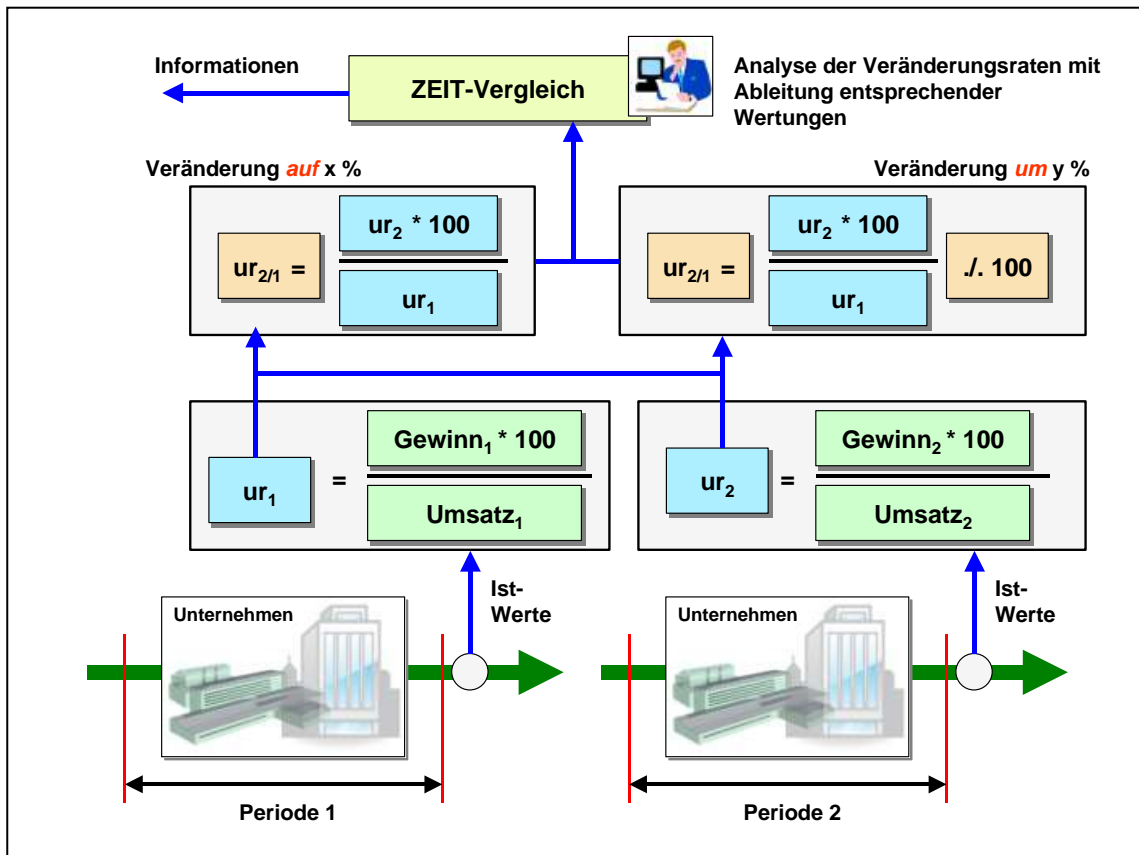 Informationen
ZEIT-Vergleich
Analyse der Veränderungsraten mit
Ableitung entsprechender
Wertungen
Veränderung auf x %
Veränderung um y %
ur₂/₁ =
ur₂ * 100
ur₁
ur₂/₁ =
ur₂ * 100
ur₁
./. 100
ur₁
=
Gewinn₁ * 100
Umsatz₁
ur₂
=
Gewinn₂ * 100
Umsatz₂
Unternehmen
Ist-
Werte
Unternehmen
Ist-
Werte
Periode 1
Periode 2